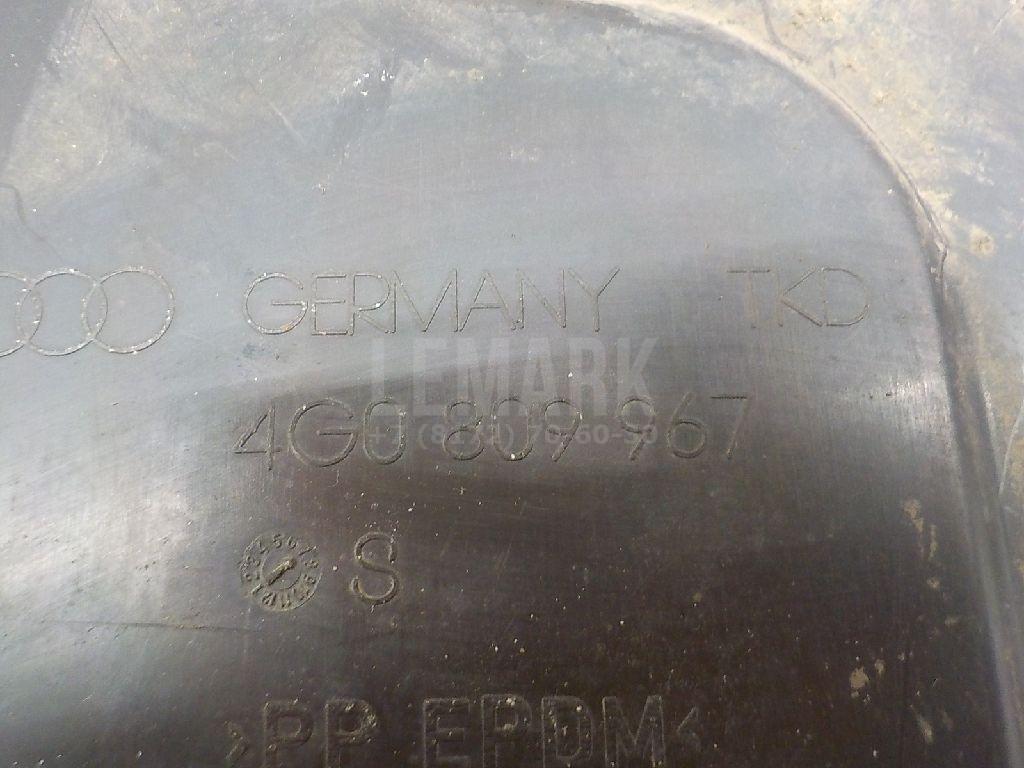 GERMANY TKD
LEMARK
4G0 809 967
S
>PP EPDM<